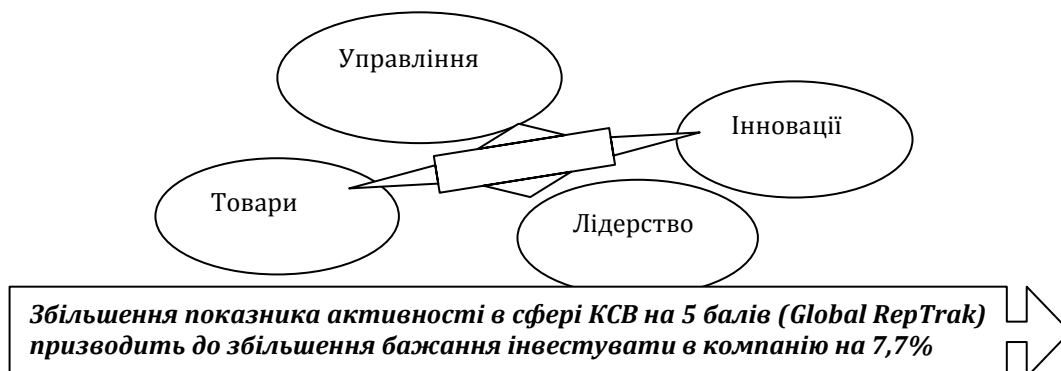 Управління
Інновації
Товари
Лідерство
Збільшення показника активності в сфері КСВ на 5 балів (Global RepTrak)
призводить до збільшення бажання інвестувати в компанію на 7,7%